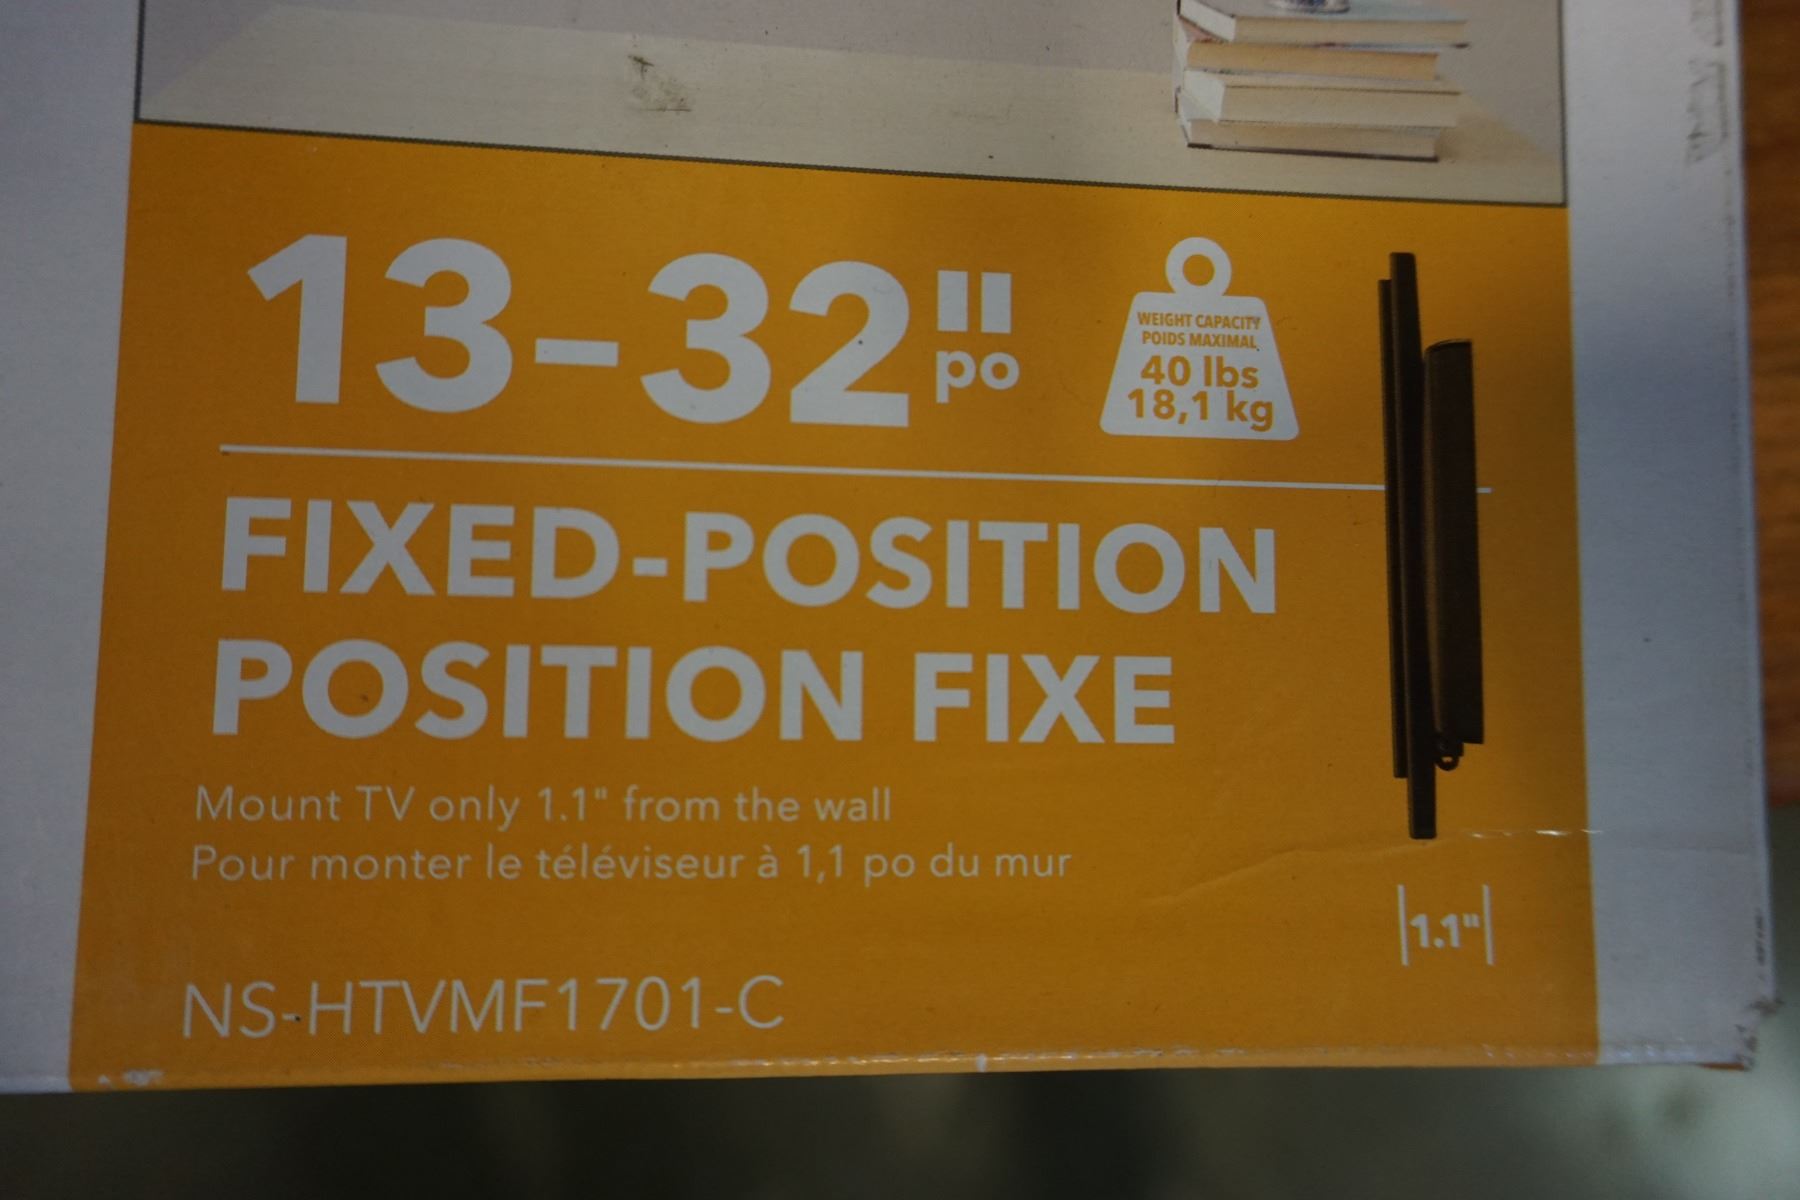 13-32"
po
WEIGHT CAPACITY
POIDS MAXIMAL
40 lbs
18,1 kg
FIXED-POSITION
POSITION FIXE
Mount TV only 1.1" from the wall
Pour monter le téléviseur à 1,1 po du mur
1.1"
NS-HTVMF1701-C